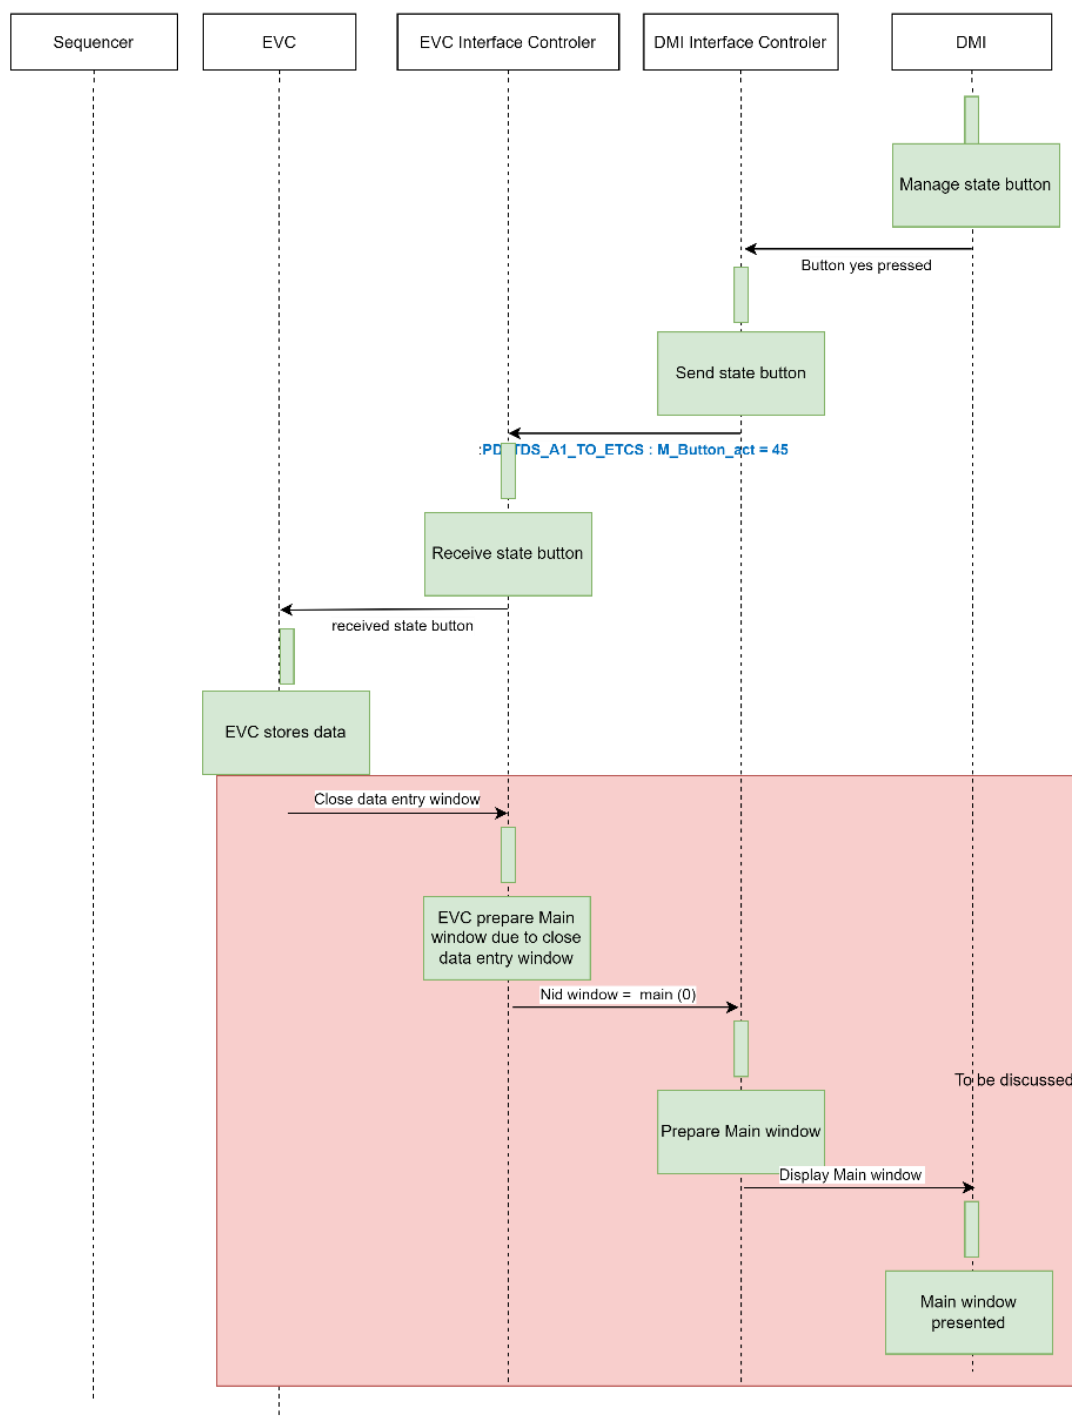 Sequencer
EVC
EVC Interface Controler
DMI Interface Controler
DMI
Manage state button
Button yes pressed
Send state button
TDS_A1_TO_ETCS : M_Button_act = 45
Receive state button
received state button
EVC stores data
Close data entry window
EVC prepare Main
window due to close
data entry window
Nid window = main (0)
To be discussed
Prepare Main window
Display Main window
Main window
presented